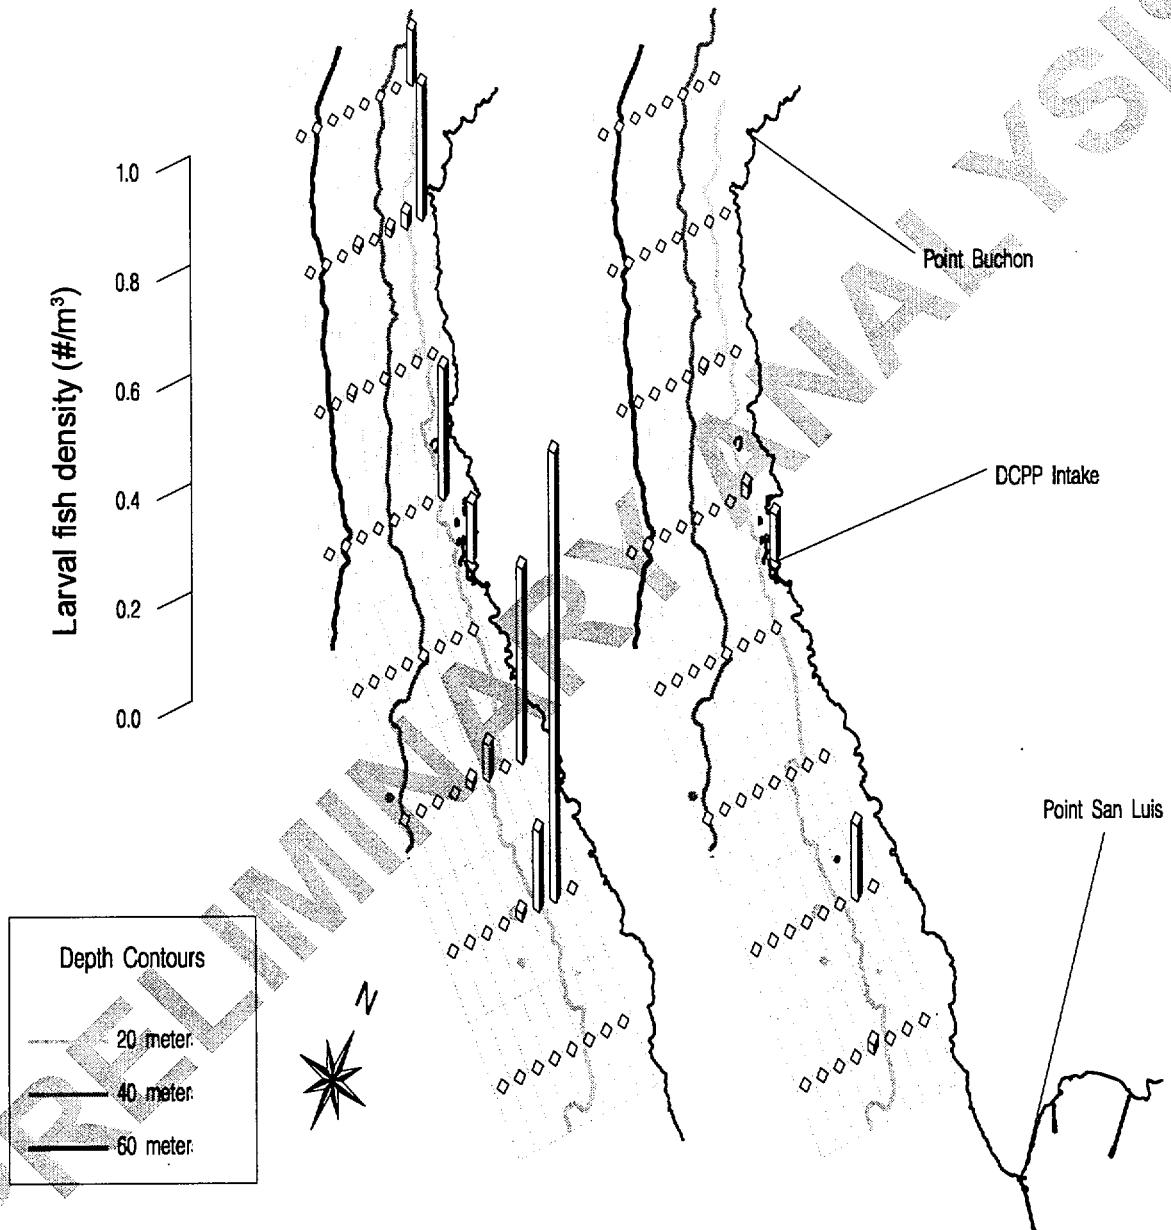 1.0
0.8
0.6
0.4
0.2
0.0
Larval fish density (#/m³)
Point Buchon
DCPP Intake
Point San Luis
Depth Contours
20 meter
40 meter
60 meter
N
PRELIMINARY ANALYSIS